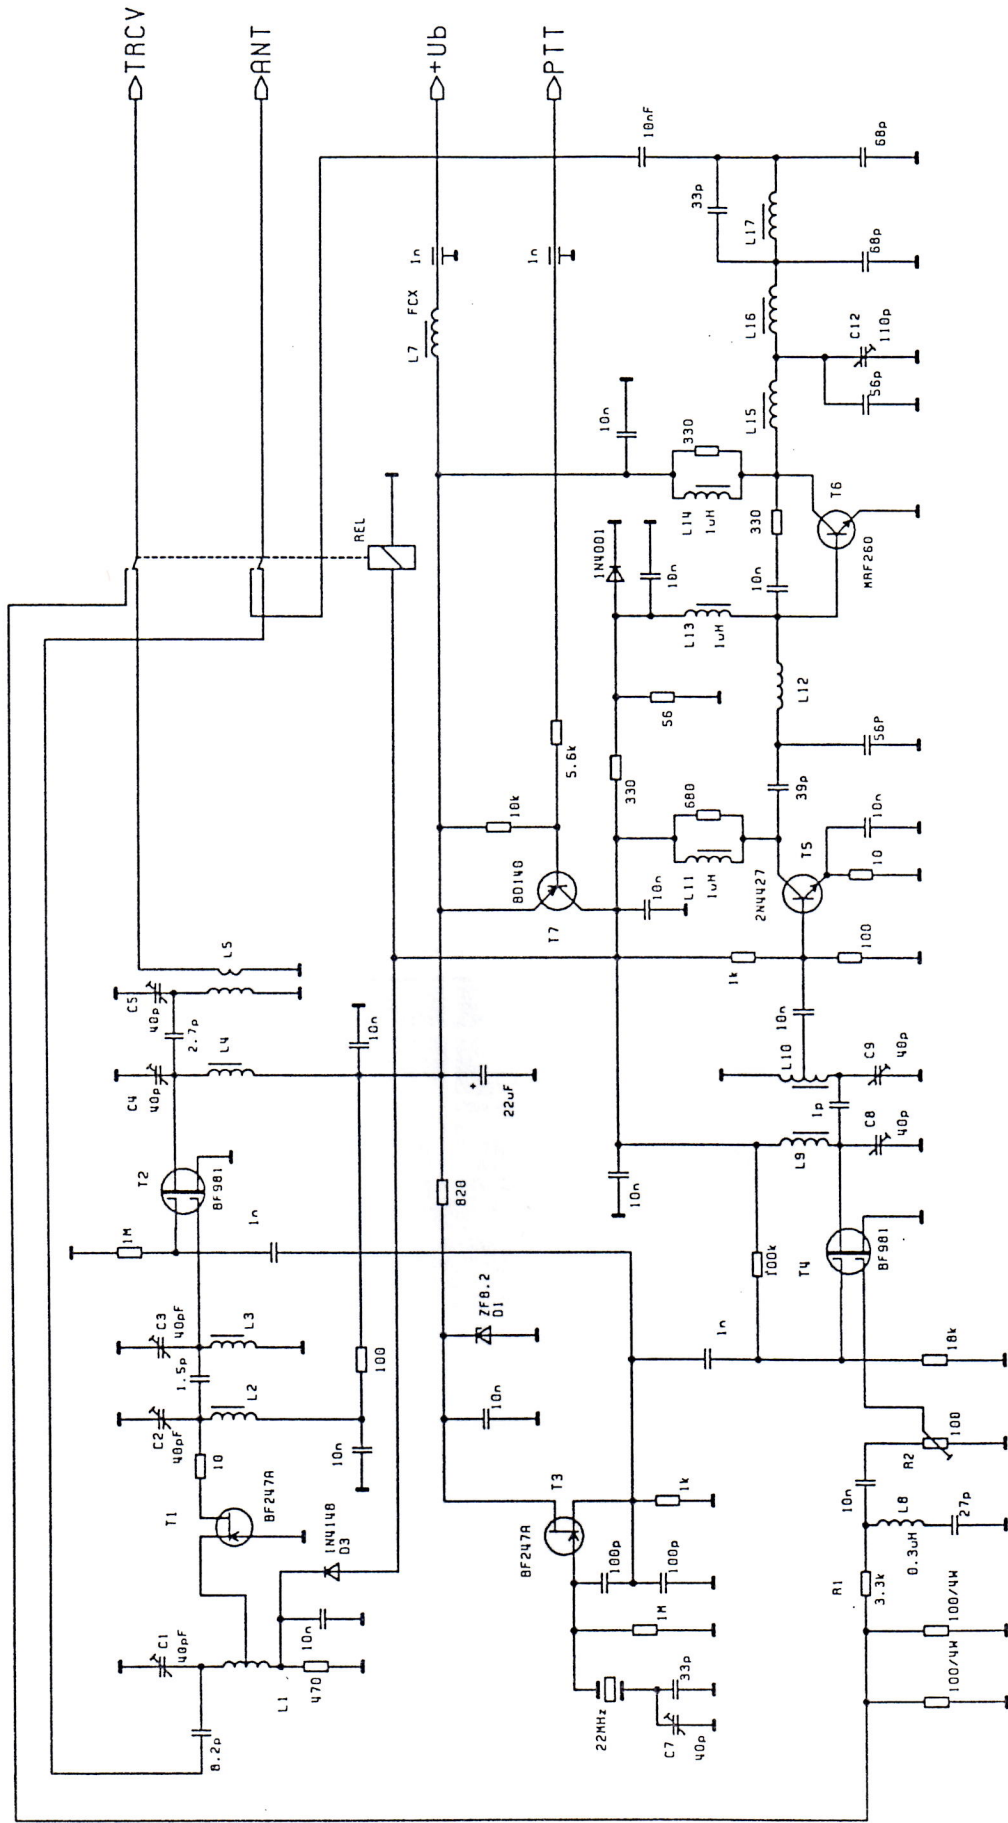 TRCV
ANT
+Ub
PTT
C1
40pF
8.2p
L1
470
10n
1N4148
D3
T1
BF247A
10
C2
40pF
L2
10n
1.5p
C3
40pF
L3
100
1M
1n
T2
BF981
C4
40p
L4
2.7p
C5
40p
L5
10n
22uF
+
REL
L7
FCX
1n
1n
820
ZF8.2
D1
10n
T3
BF247A
22MHz
C7
40p
33p
1M
100p
100p
1k
10k
BD140
T7
5.6k
10n
10n
1n
100k
T4
BF981
18k
R2
100
10n
L8
0.3uH
27p
R1
3.3k
100/4W
100/4W
L9
C8
40p
1p
L10
C9
40p
10n
1k
100
2N4427
T5
10
10n
L11
1uH
680
330
56
39p
56P
L12
L13
1uH
10n
1N4001
10n
330
T6
MRF260
L14
1uH
330
10n
L15
56p
C12
110p
L16
68p
L17
33p
68p
10nF